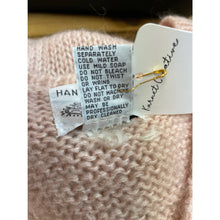 HAND WASH
SEPARATELY
COLD WATER
USE MILD SOAP
DO NOT BLEACH
DO NOT TWIST
OR WRING
LAY FLAT TO DRY
DO NOT MACHINE
WASH OR DRY
MAY BE
PROFESSIONALLY
DRY CLEANED
HAN